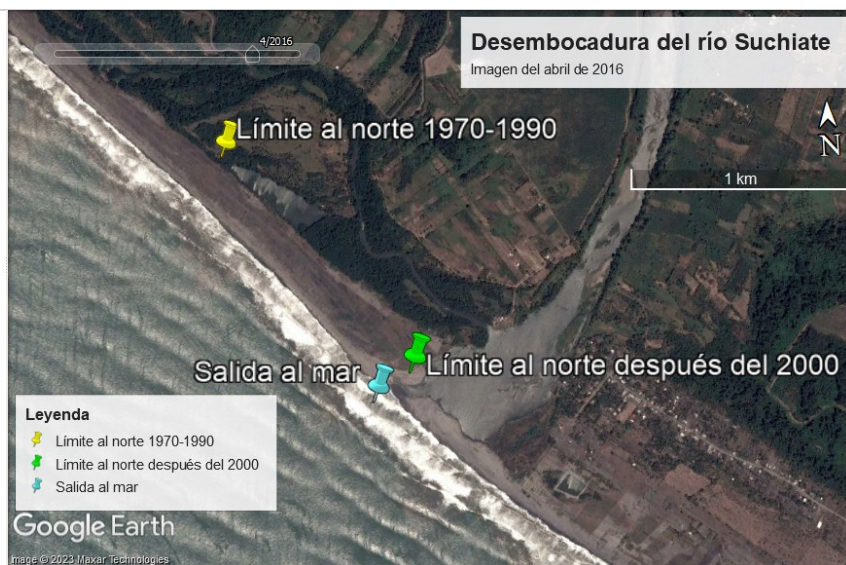 4/2016
Desembocadura del río Suchiate
Imagen del abril de 2016
Límite al norte 1970-1990
N
1 km
Salida al mar
Límite al norte después del 2000
Leyenda
Límite al norte 1970-1990
Límite al norte después del 2000
Salida al mar
Google Earth
Image © 2023 Maxar Technologies